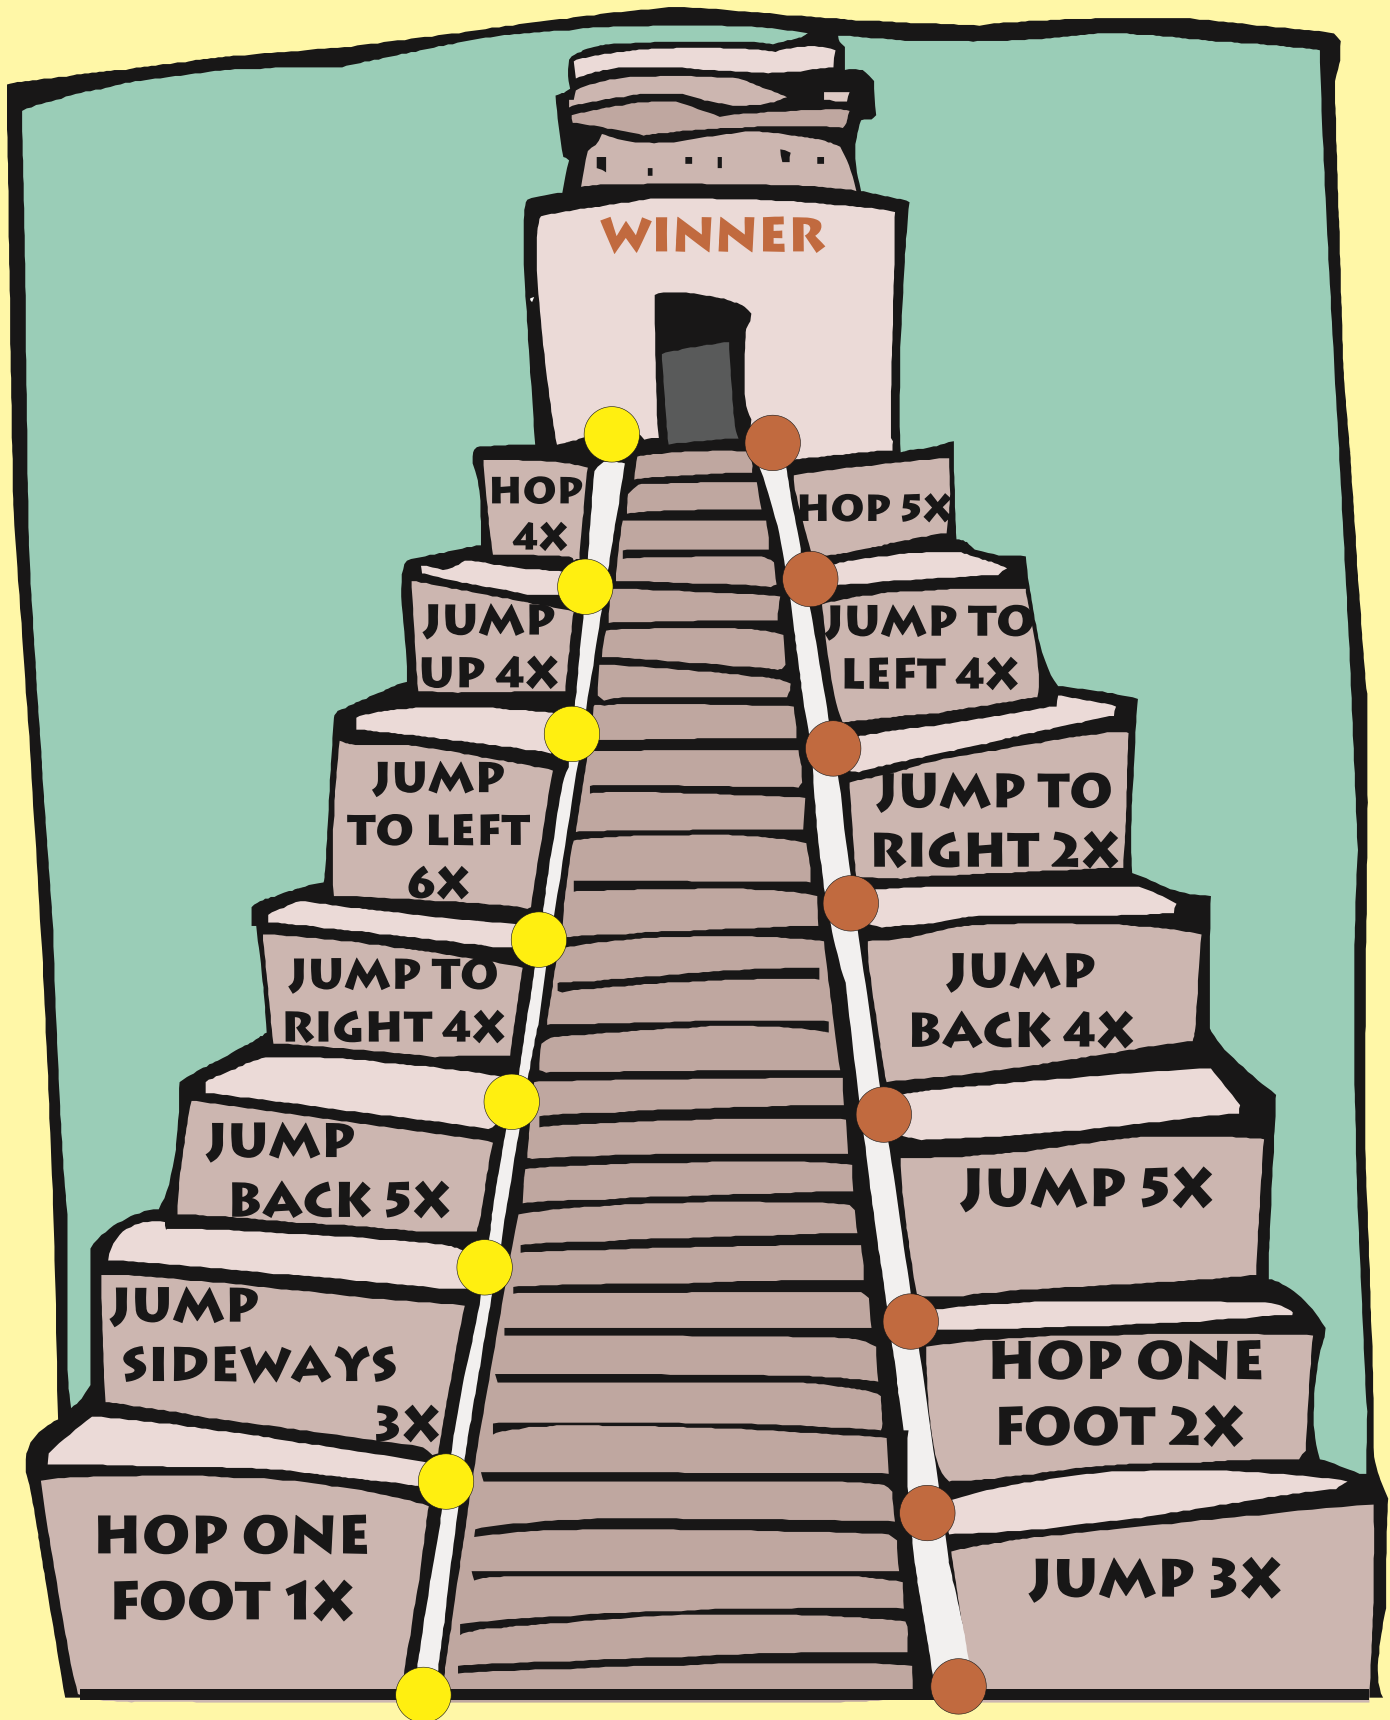 WINNER
HOP
4X
HOP 5X
JUMP
UP 4X
JUMP TO
LEFT 4X
JUMP
TO LEFT
6X
JUMP TO
RIGHT 2X
JUMP TO
RIGHT 4X
JUMP
BACK 4X
JUMP
BACK 5X
JUMP 5X
JUMP
SIDEWAYS
3X
HOP ONE
FOOT 2X
HOP ONE
FOOT 1X
JUMP 3X